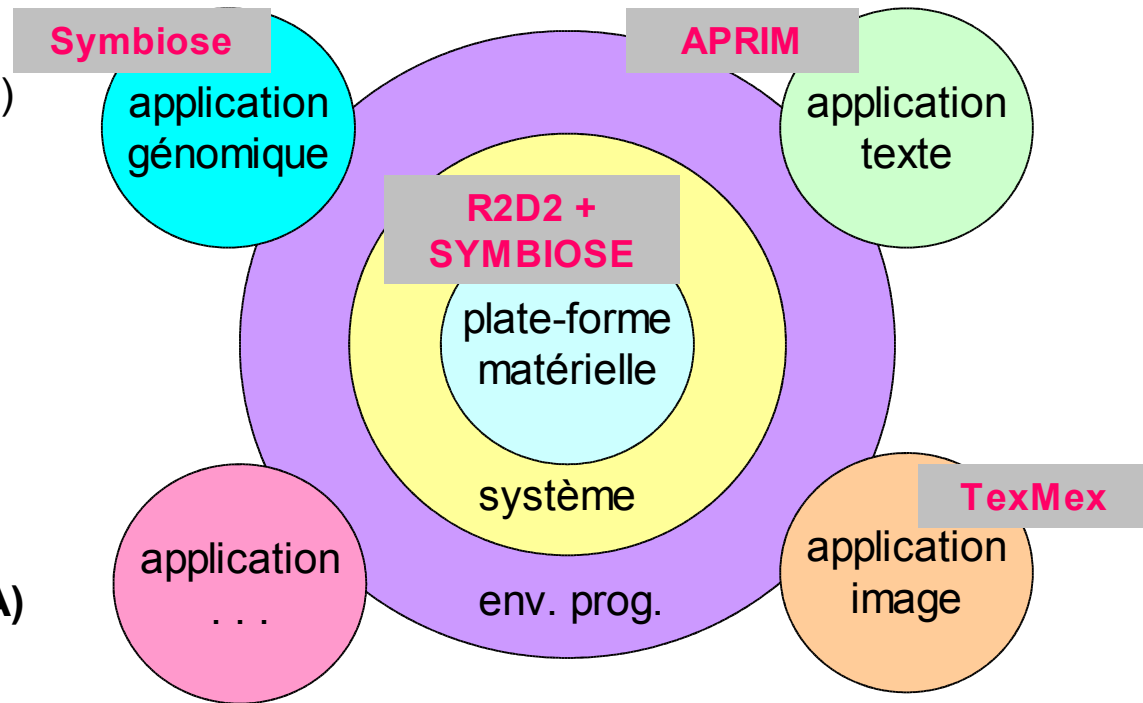 Symbiose
APRIM
)
application
génomique
application
texte
R2D2 +
SYMBIOSE
plate-forme
matérielle
système
TexMex
application
. . .
application
image
A)
env. prog.